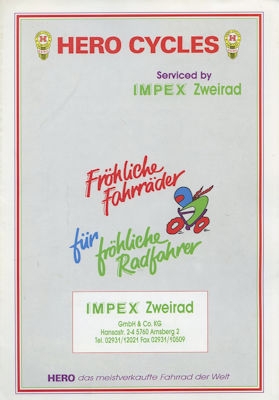 HERO CYCLES
Serviced by
IMPEX Zweirad
Fröhliche
Fahrräder
für fröhliche
Radfahrer
IMPEX Zweirad
GmbH & Co. KG
Hansastr. 2-4 5760 Arnsberg 2
Tel. 02931/12021 Fax 02931/10509
HERO das meistverkaufte Fahrrad der Welt